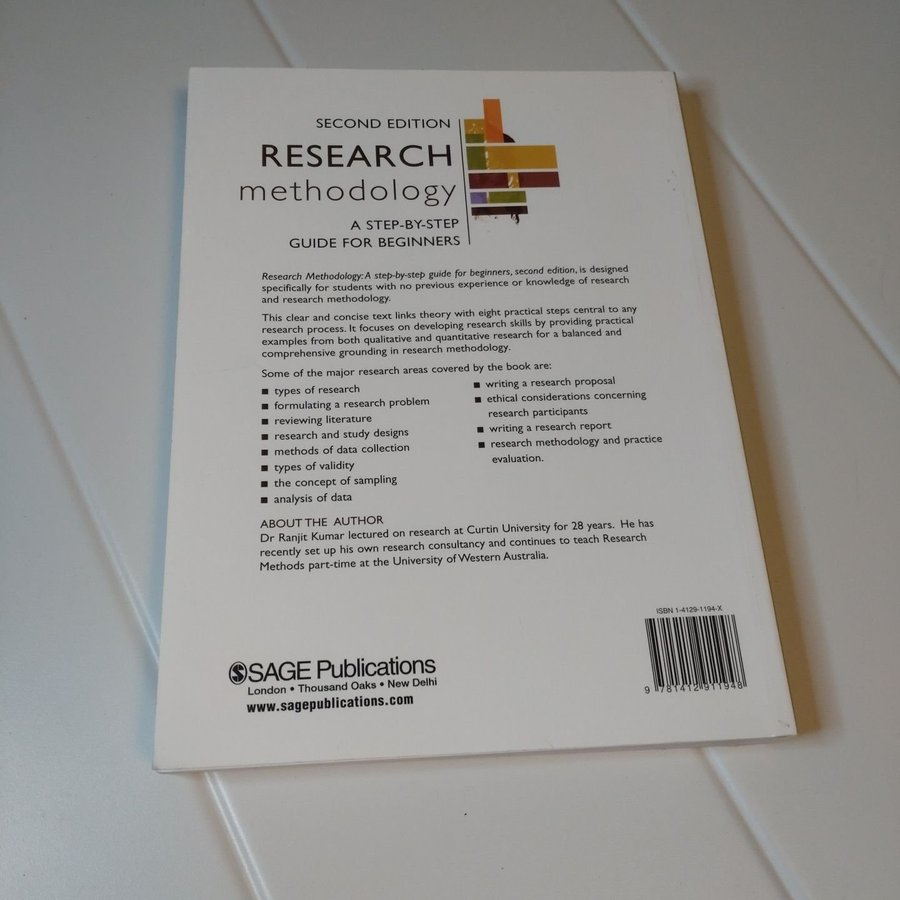 SECOND EDITION
RESEARCH
methodology
A STEP-BY-STEP
GUIDE FOR BEGINNERS
Research Methodology: A step-by-step guide for beginners, second edition, is designed
specifically for students with no previous experience or knowledge of research
and research methodology.
This clear and concise text links theory with eight practical steps central to any
research process. It focuses on developing research skills by providing practical
examples from both qualitative and quantitative research for a balanced and
comprehensive grounding in research methodology.
Some of the major research areas covered by the book are:
■ types of research
■ formulating a research problem
■ reviewing literature
■ research and study designs
■ methods of data collection
■ types of validity
■ the concept of sampling
■ analysis of data
■ writing a research proposal
■ ethical considerations concerning
research participants
■ writing a research report
■ research methodology and practice
evaluation.
ABOUT THE AUTHOR
Dr Ranjit Kumar lectured on research at Curtin University for 28 years. He has
recently set up his own research consultancy and continues to teach Research
Methods part-time at the University of Western Australia.
SAGE Publications
London • Thousand Oaks • New Delhi
www.sagepublications.com
ISBN 1-4129-1194-X
9 781412 911948